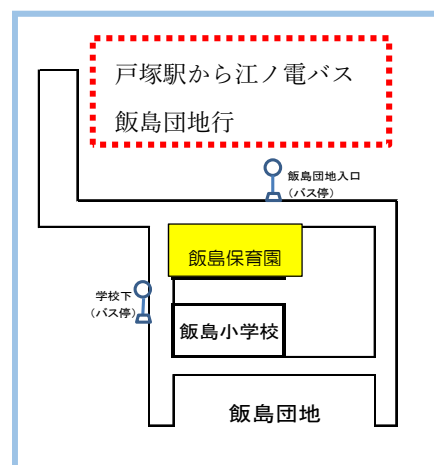 戸塚駅から江ノ電バス
飯島団地行
飯島団地入口
(バス停)
飯島保育園
学校下
(バス停)
飯島小学校
飯島団地